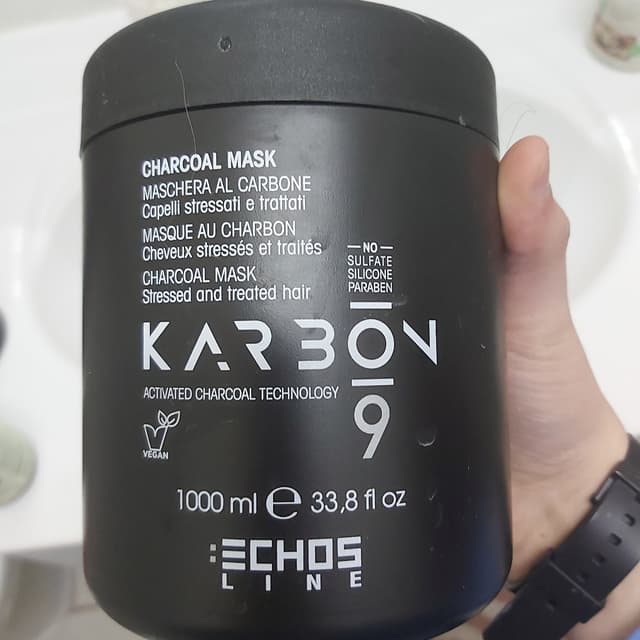 CHARCOAL MASK
MASCHERA AL CARBONE
Capelli stressati e trattati
MASQUE AU CHARBON
Cheveux stressés et traités
CHARCOAL MASK
Stressed and treated hair
NO
SULFATE
SILICONE
PARABEN
KARBON
9
ACTIVATED CHARCOAL TECHNOLOGY
VEGAN
1000 ml e 33,8 fl oz
:ECHOS
LINE